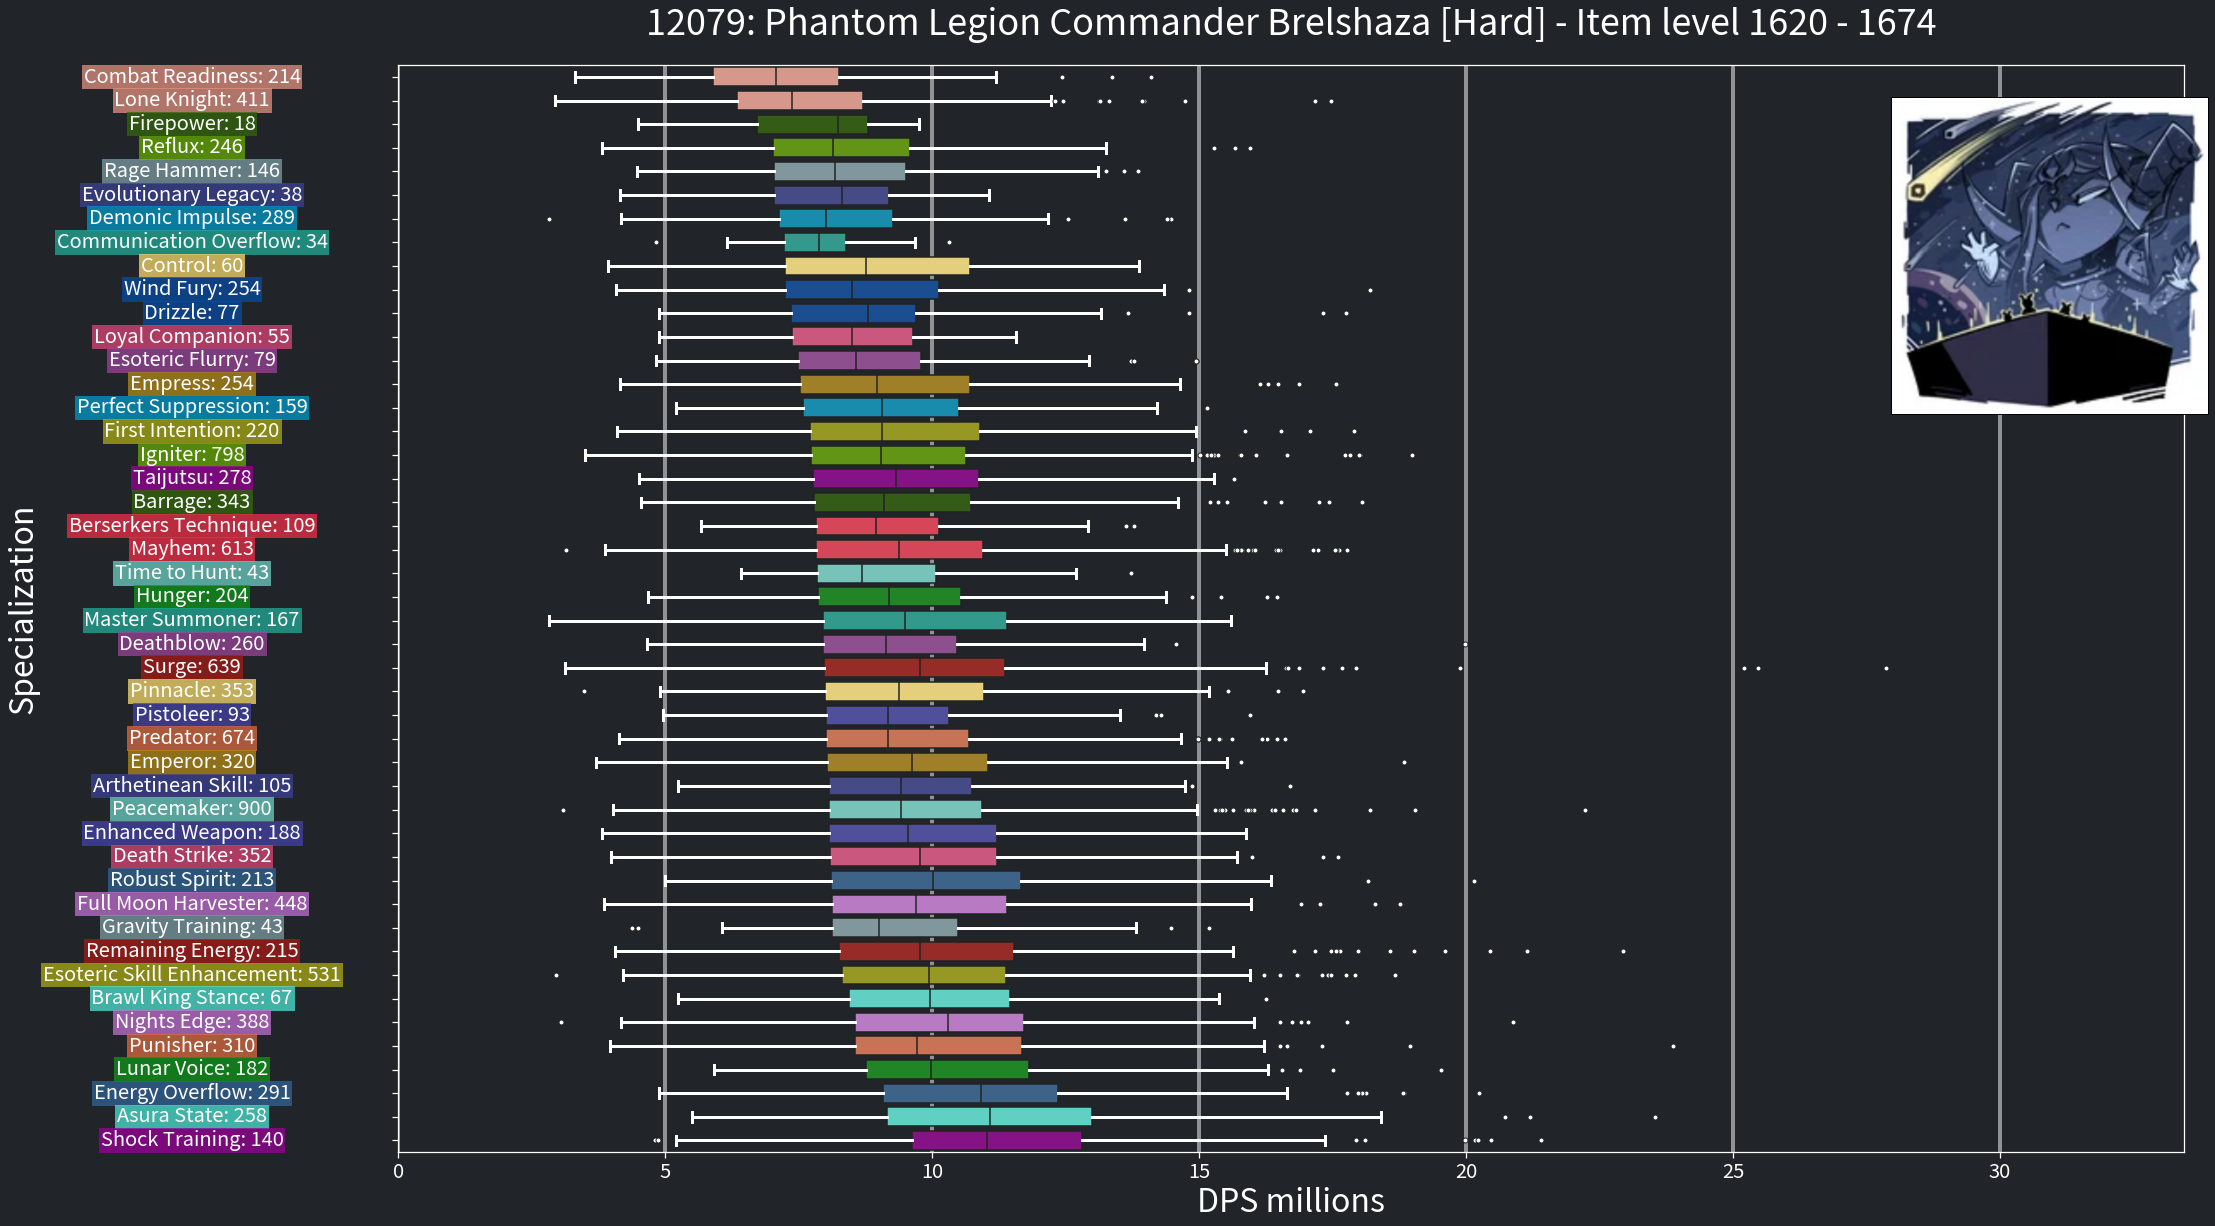 12079: Phantom Legion Commander Brelshaza [Hard] - Item level 1620 - 1674
Specialization
Combat Readiness: 214
Lone Knight: 411
Firepower: 18
Reflux: 246
Rage Hammer: 146
Evolutionary Legacy: 38
Demonic Impulse: 289
Communication Overflow: 34
Control: 60
Wind Fury: 254
Drizzle: 77
Loyal Companion: 55
Esoteric Flurry: 79
Empress: 254
Perfect Suppression: 159
First Intention: 220
Igniter: 798
Taijutsu: 278
Barrage: 343
Berserkers Technique: 109
Mayhem: 613
Time to Hunt: 43
Hunger: 204
Master Summoner: 167
Deathblow: 260
Surge: 639
Pinnacle: 353
Pistoleer: 93
Predator: 674
Emperor: 320
Arthetinean Skill: 105
Peacemaker: 900
Enhanced Weapon: 188
Death Strike: 352
Robust Spirit: 213
Full Moon Harvester: 448
Gravity Training: 43
Remaining Energy: 215
Esoteric Skill Enhancement: 531
Brawl King Stance: 67
Nights Edge: 388
Punisher: 310
Lunar Voice: 182
Energy Overflow: 291
Asura State: 258
Shock Training: 140
0 5 10 15 20 25 30
DPS millions